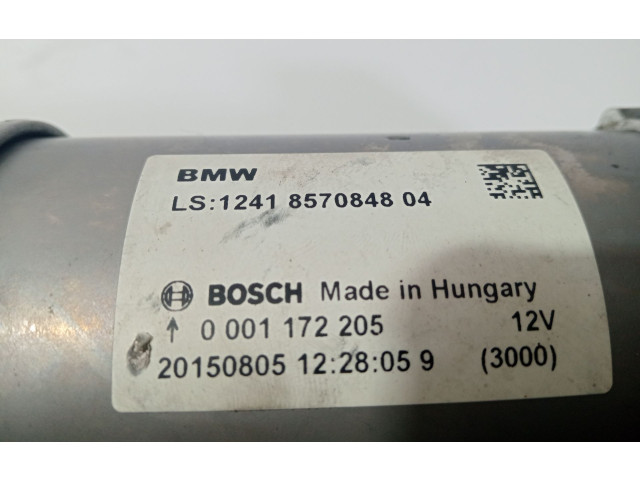 BMW
LS:1241 8570848 04
BOSCH Made in Hungary
0 001 172 205 12V
20150805 12:28:05 9 (3000)